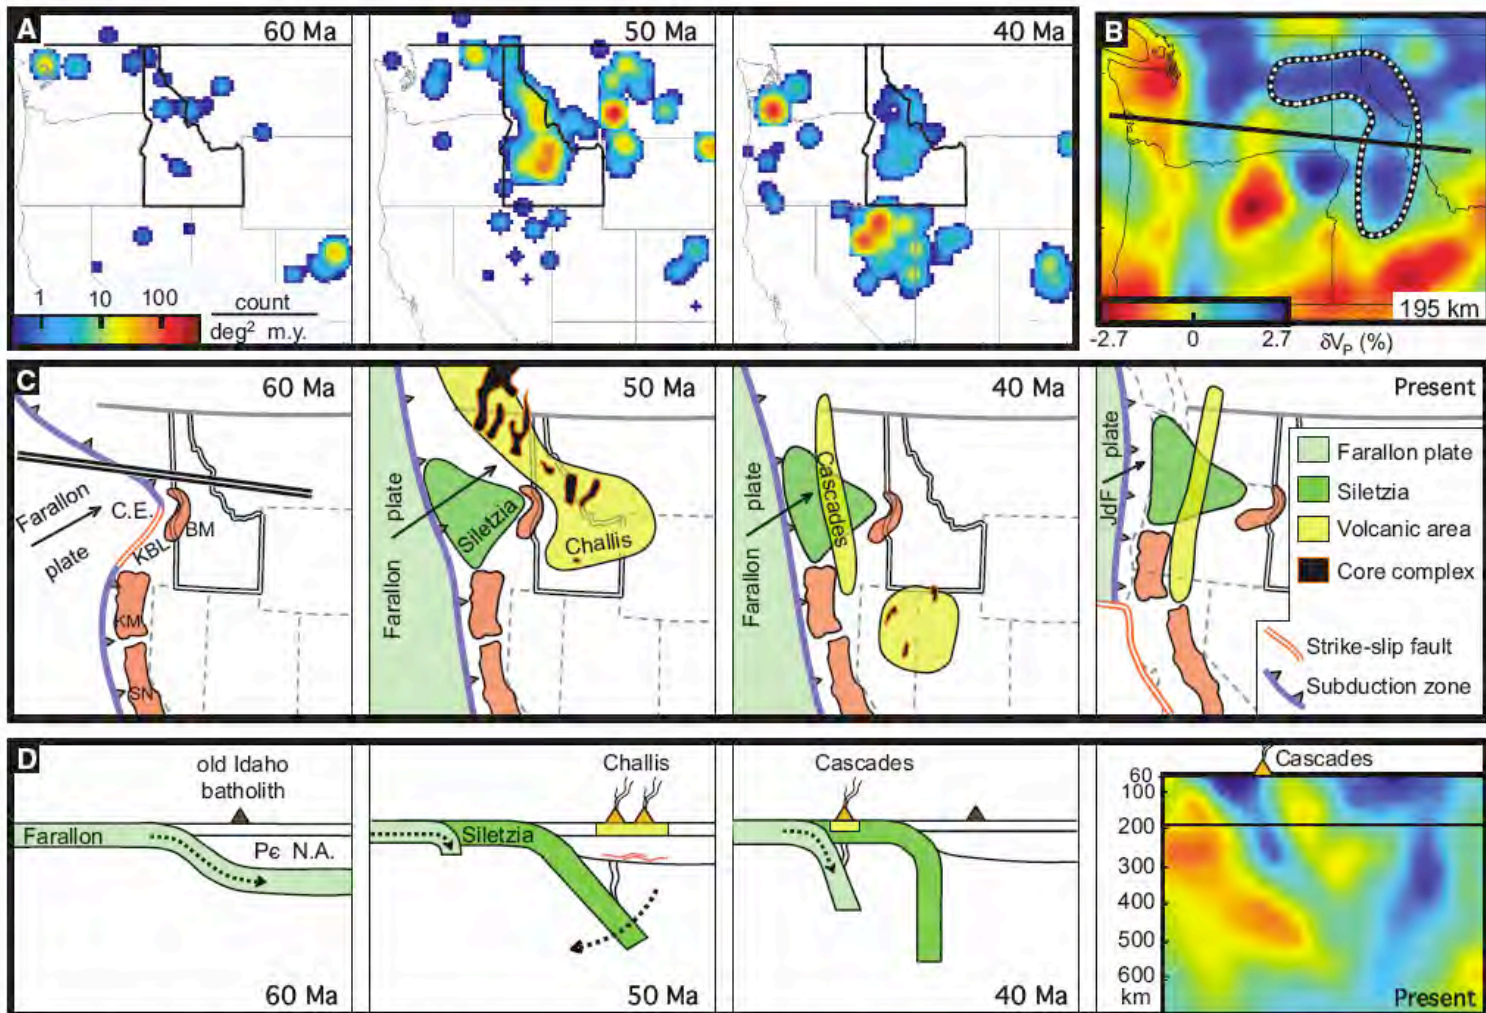 A
60 Ma
50 Ma
40 Ma
1 10 100
count
deg² m.y.
B
195 km
-2.7 0 2.7 δVP (%)
C
60 Ma
Farallon
plate
C.E.
KBL
BM
KM
SN
50 Ma
Farallon plate
Siletzia
Challis
40 Ma
Farallon plate
Cascades
Present
JdF plate
Farallon plate
Siletzia
Volcanic area
Core complex
Strike-slip fault
Subduction zone
D
old Idaho
batholith
Farallon
Pϵ N.A.
60 Ma
Challis
Siletzia
50 Ma
Cascades
40 Ma
Cascades
60
100
200
300
400
500
600
km
Present